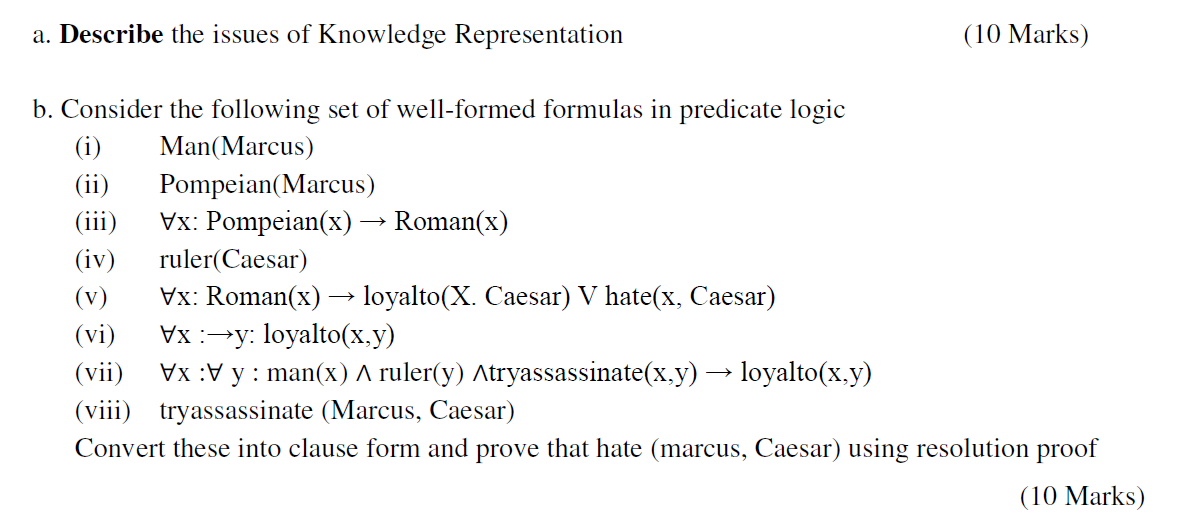 a. Describe the issues of Knowledge Representation (10 Marks)
b. Consider the following set of well-formed formulas in predicate logic
(i) Man(Marcus)
(ii) Pompeian(Marcus)
(iii) ∀x: Pompeian(x) → Roman(x)
(iv) ruler(Caesar)
(v) ∀x: Roman(x) → loyalto(X. Caesar) V hate(x, Caesar)
(vi) ∀x :→y: loyalto(x,y)
(vii) ∀x :∀ y : man(x) Λ ruler(y) Λtryassassinate(x,y) → loyalto(x,y)
(viii) tryassassinate (Marcus, Caesar)
Convert these into clause form and prove that hate (marcus, Caesar) using resolution proof
(10 Marks)